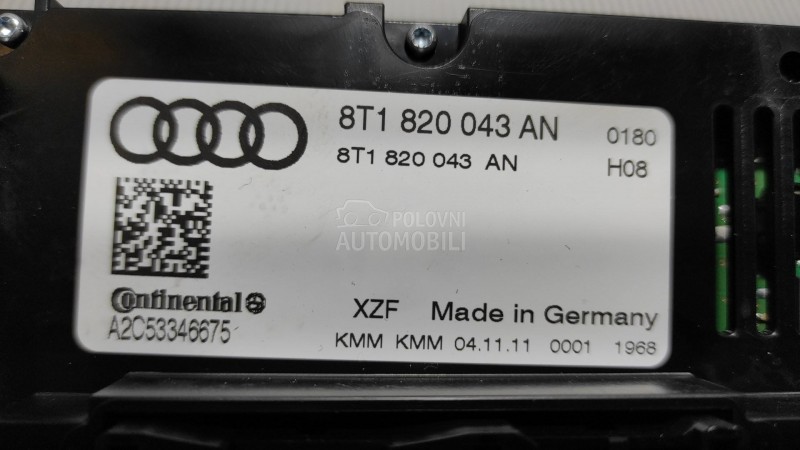 8T1 820 043 AN 0180
8T1 820 043 AN H08
POLOVNI
AUTOMOBILI
Continental
XZF Made in Germany
A2C53346675
KMM KMM 04.11.11 0001 1968